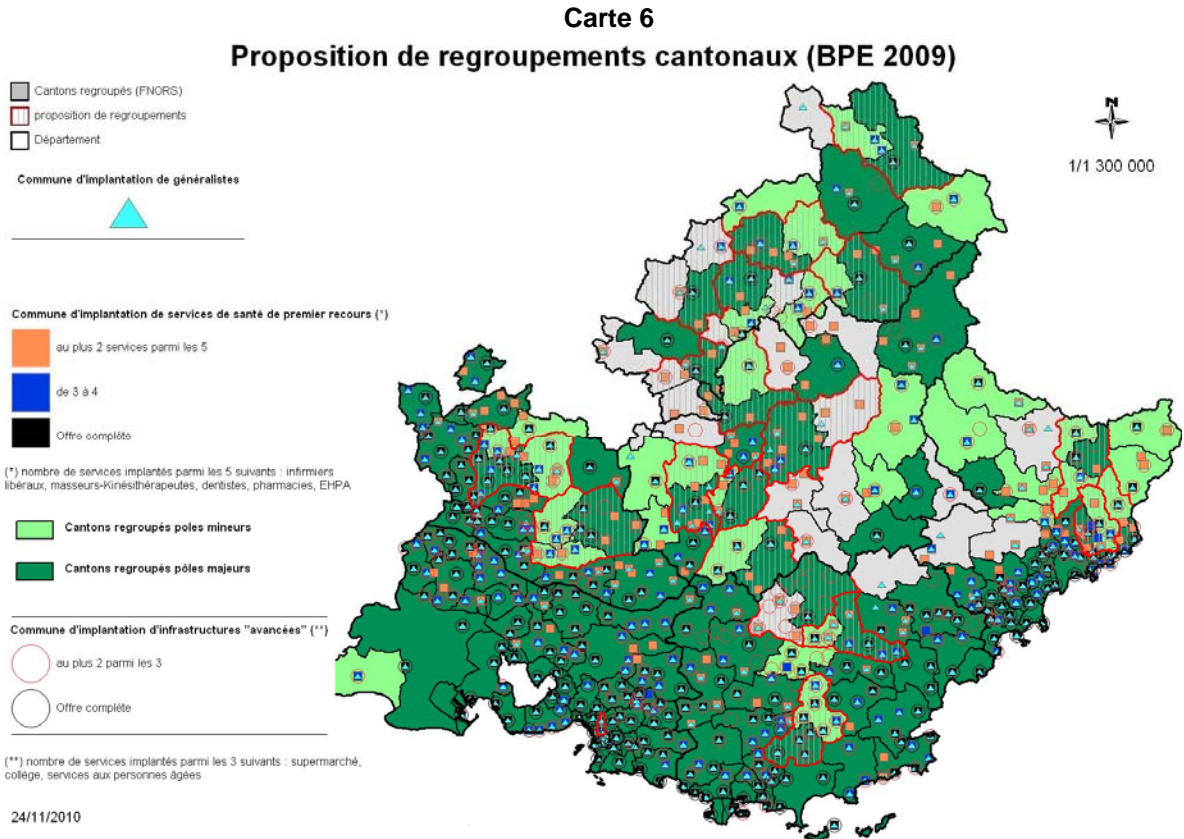 Carte 6
Proposition de regroupements cantonaux (BPE 2009)
Cantons regroupés (FNORS)
proposition de regroupements
Département
N
1/1 300 000
Commune d'implantation de généralistes
Commune d'implantation de services de santé de premier recours (*)
au plus 2 services parmi les 5
de 3 à 4
Offre complète
(*) nombre de services implantés parmi les 5 suivants : infirmiers
libéraux, masseurs-Kinésithérapeutes, dentistes, pharmacies, EHPA
Cantons regroupés poles mineurs
Cantons regroupés pôles majeurs
Commune d'implantation d'infrastructures "avancées" (**)
au plus 2 parmi les 3
Offre complète
(**) nombre de services implantés parmi les 3 suivants : supermarché,
collége, services aux personnes âgées
24/11/2010